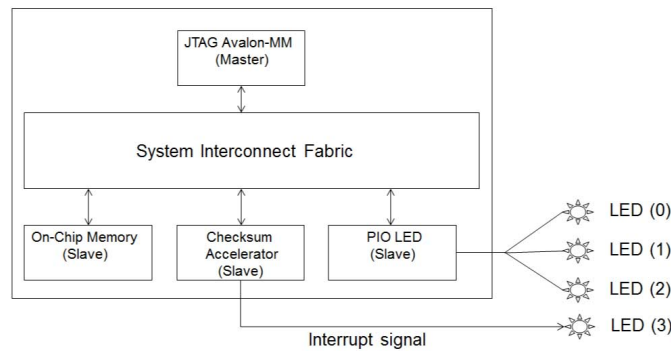 JTAG Avalon-MM
(Master)
System Interconnect Fabric
On-Chip Memory
(Slave)
Checksum
Accelerator
(Slave)
PIO LED
(Slave)
LED (0)
LED (1)
LED (2)
LED (3)
Interrupt signal